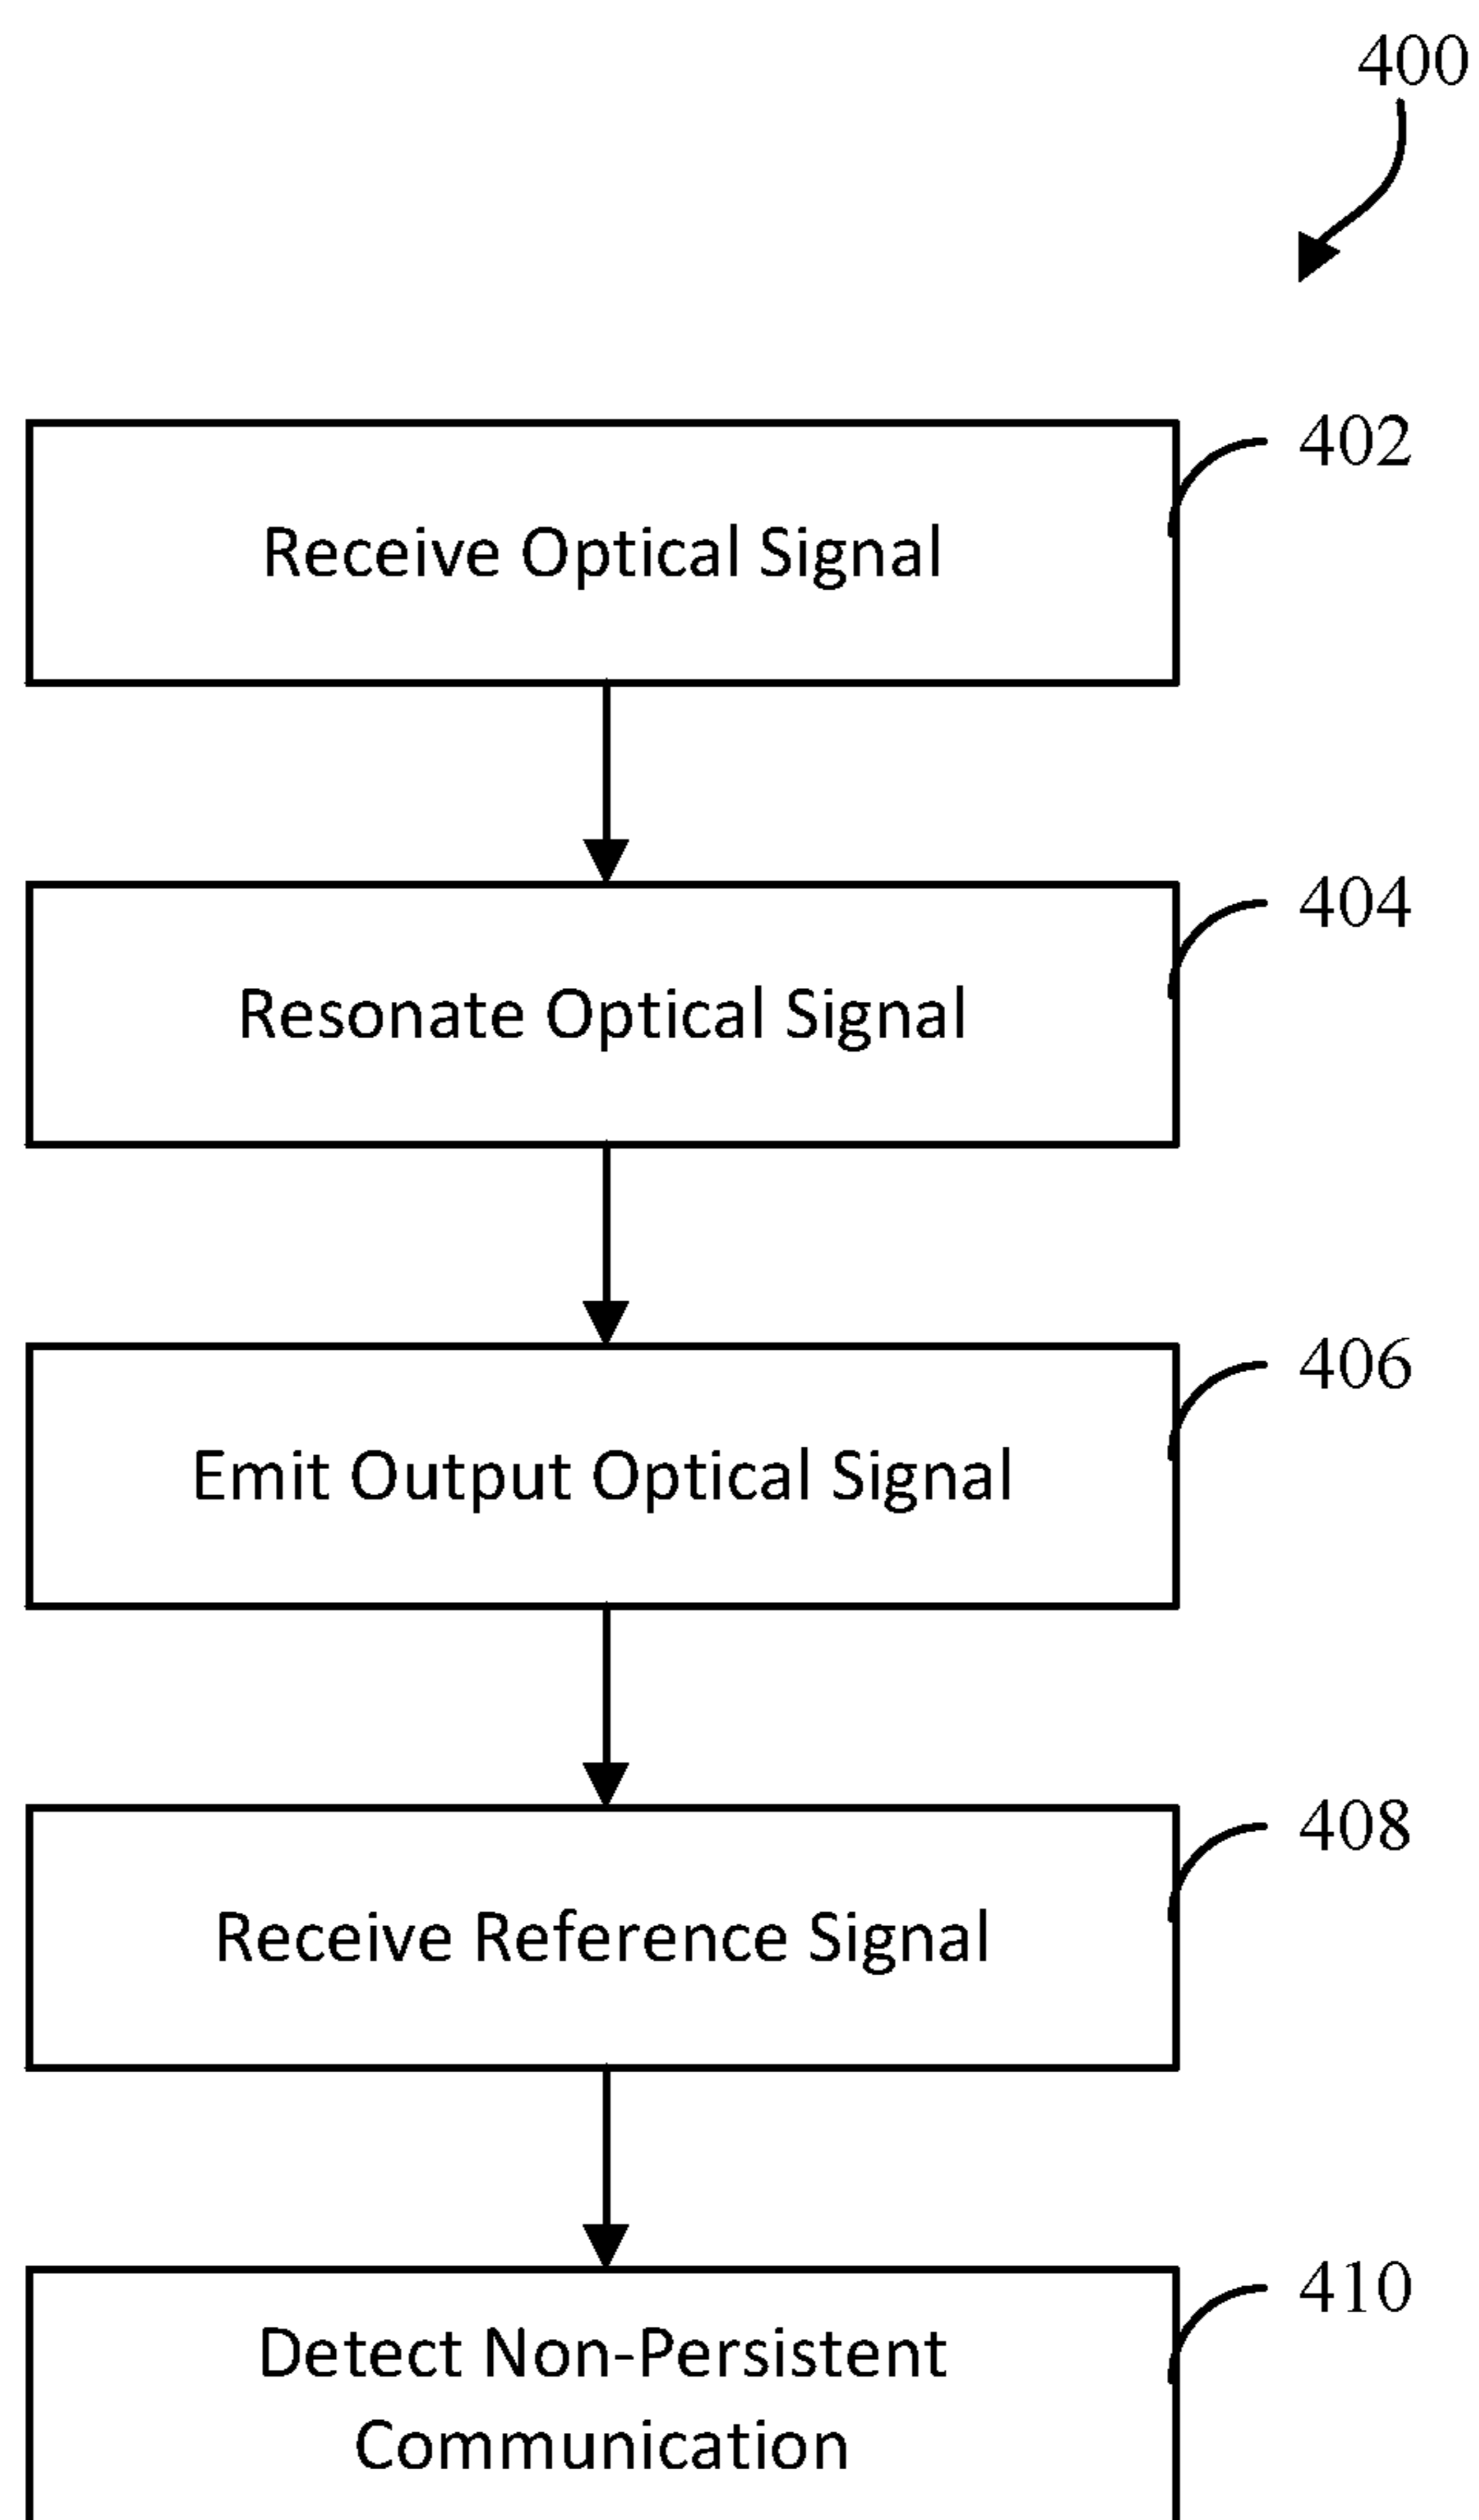 400
402
Receive Optical Signal
404
Resonate Optical Signal
406
Emit Output Optical Signal
408
Receive Reference Signal
410
Detect Non-Persistent
Communication